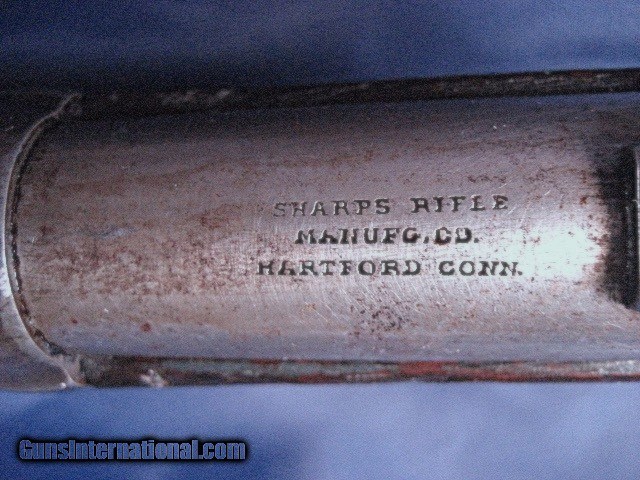 SHARPS RIFLE
MANUFG. CO.
HARTFORD CONN.
GunsInternational.com